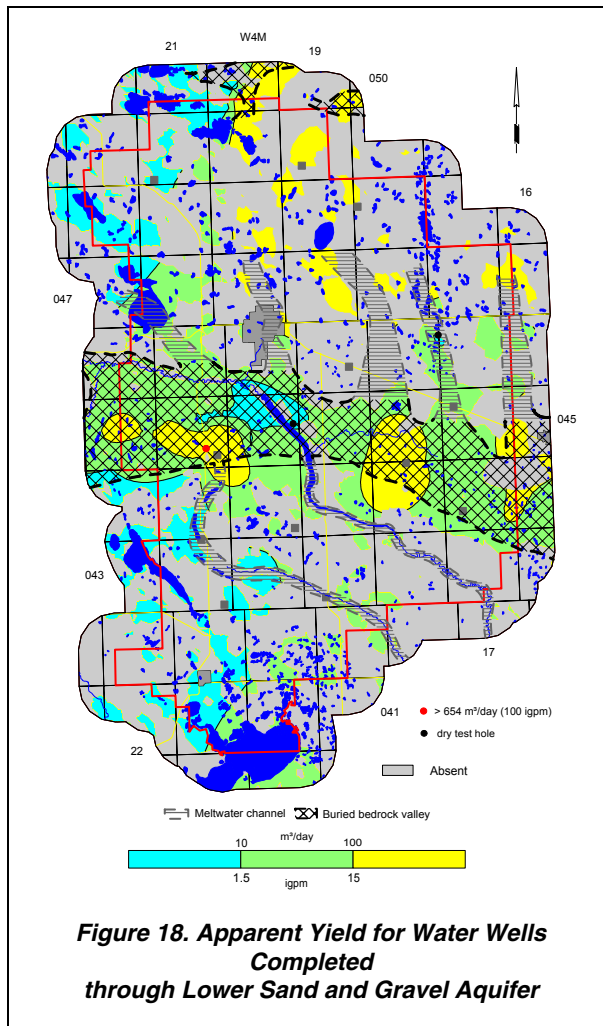 21
W4M
19
050
16
047
045
043
17
041
22
> 654 m³/day (100 igpm)
dry test hole
Absent
Meltwater channel
Buried bedrock valley
m³/day
10
100
1.5
15
igpm
Figure 18. Apparent Yield for Water Wells
Completed
through Lower Sand and Gravel Aquifer